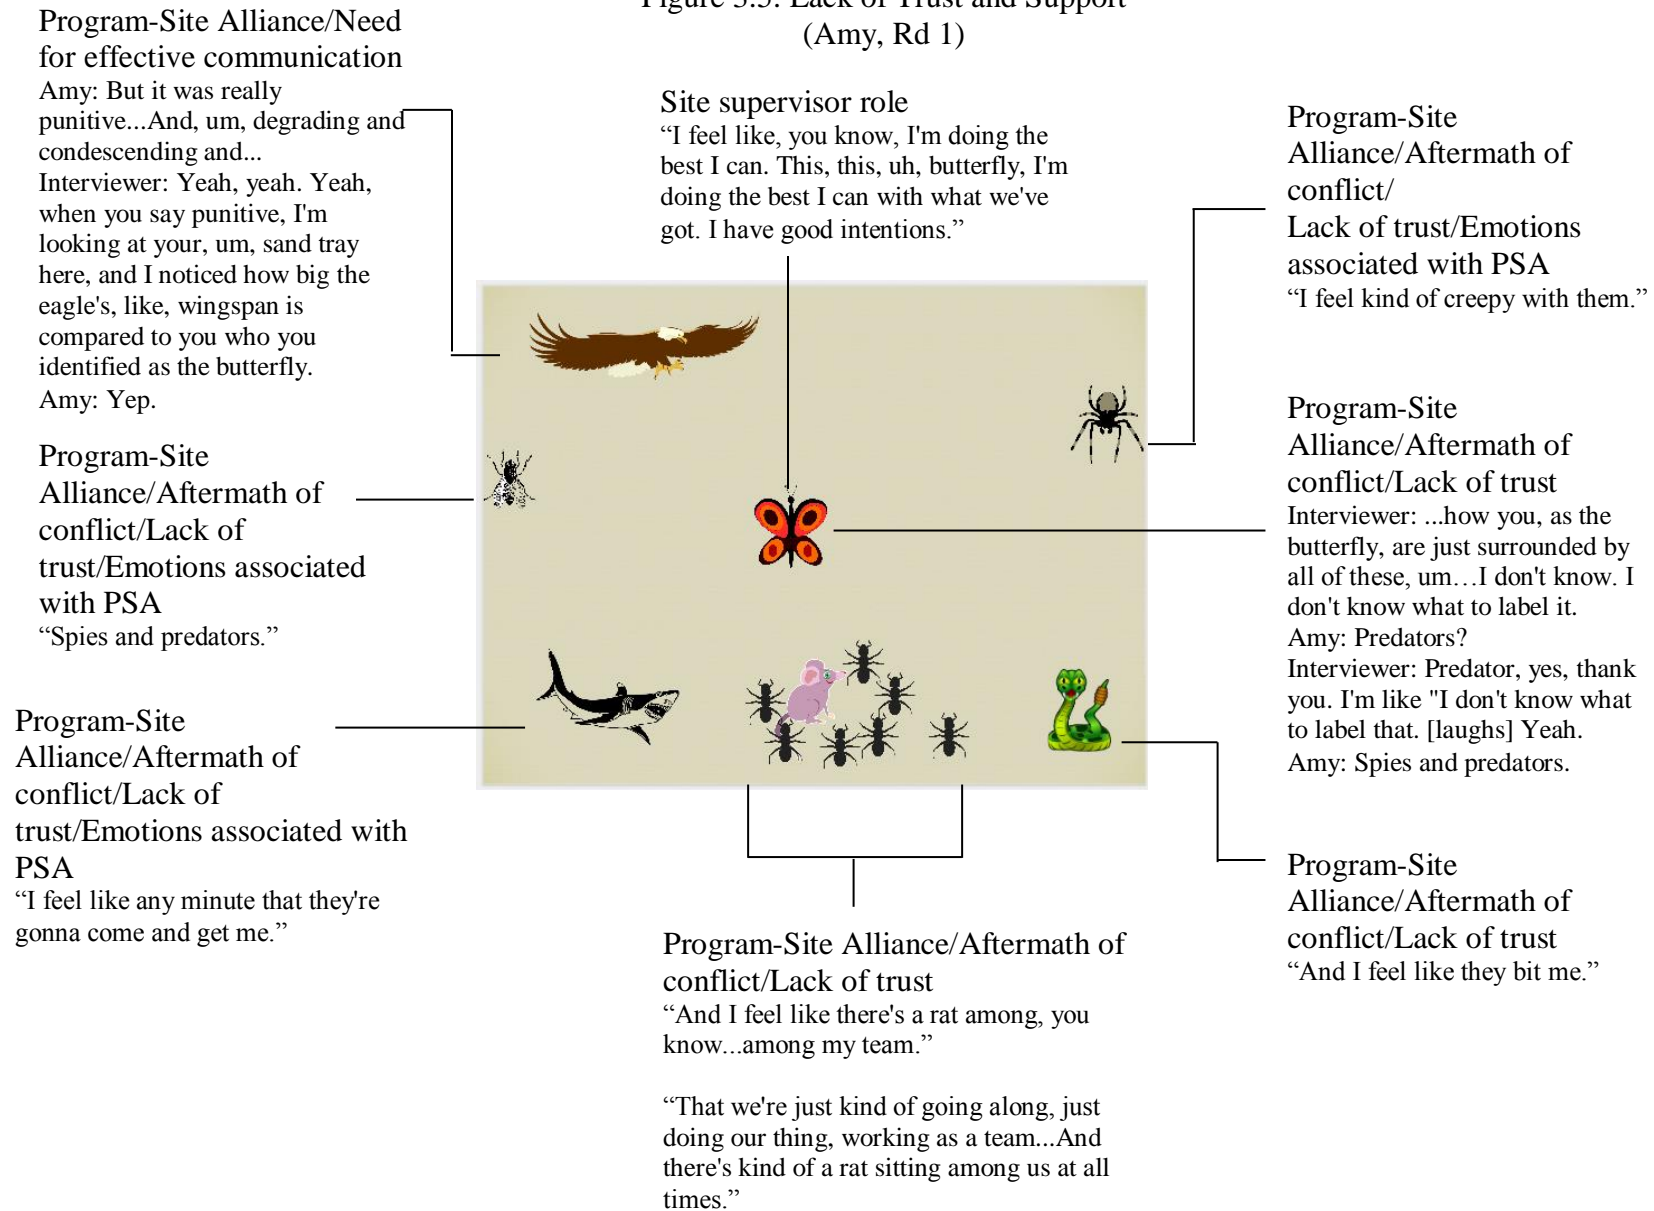 Figure 3.3. Lack of Trust and Support
(Amy, Rd 1)
Program-Site Alliance/Need
for effective communication
Amy: But it was really
punitive...And, um, degrading and
condescending and...
Interviewer: Yeah, yeah. Yeah,
when you say punitive, I'm
looking at your, um, sand tray
here, and I noticed how big the
eagle's, like, wingspan is
compared to you who you
identified as the butterfly.
Amy: Yep.
Program-Site
Alliance/Aftermath of
conflict/Lack of
trust/Emotions associated
with PSA
“Spies and predators.”
Program-Site
Alliance/Aftermath of
conflict/Lack of
trust/Emotions associated with
PSA
“I feel like any minute that they're
gonna come and get me.”
Site supervisor role
“I feel like, you know, I'm doing the
best I can. This, this, uh, butterfly, I'm
doing the best I can with what we've
got. I have good intentions.”
Program-Site Alliance/Aftermath of
conflict/Lack of trust
“And I feel like there's a rat among, you
know...among my team.”
“That we're just kind of going along, just
doing our thing, working as a team...And
there's kind of a rat sitting among us at all
times.”
Program-Site
Alliance/Aftermath of
conflict/
Lack of trust/Emotions
associated with PSA
“I feel kind of creepy with them.”
Program-Site
Alliance/Aftermath of
conflict/Lack of trust
Interviewer: ...how you, as the
butterfly, are just surrounded by
all of these, um…I don't know. I
don't know what to label it.
Amy: Predators?
Interviewer: Predator, yes, thank
you. I'm like "I don't know what
to label that. [laughs] Yeah.
Amy: Spies and predators.
Program-Site
Alliance/Aftermath of
conflict/Lack of trust
“And I feel like they bit me.”